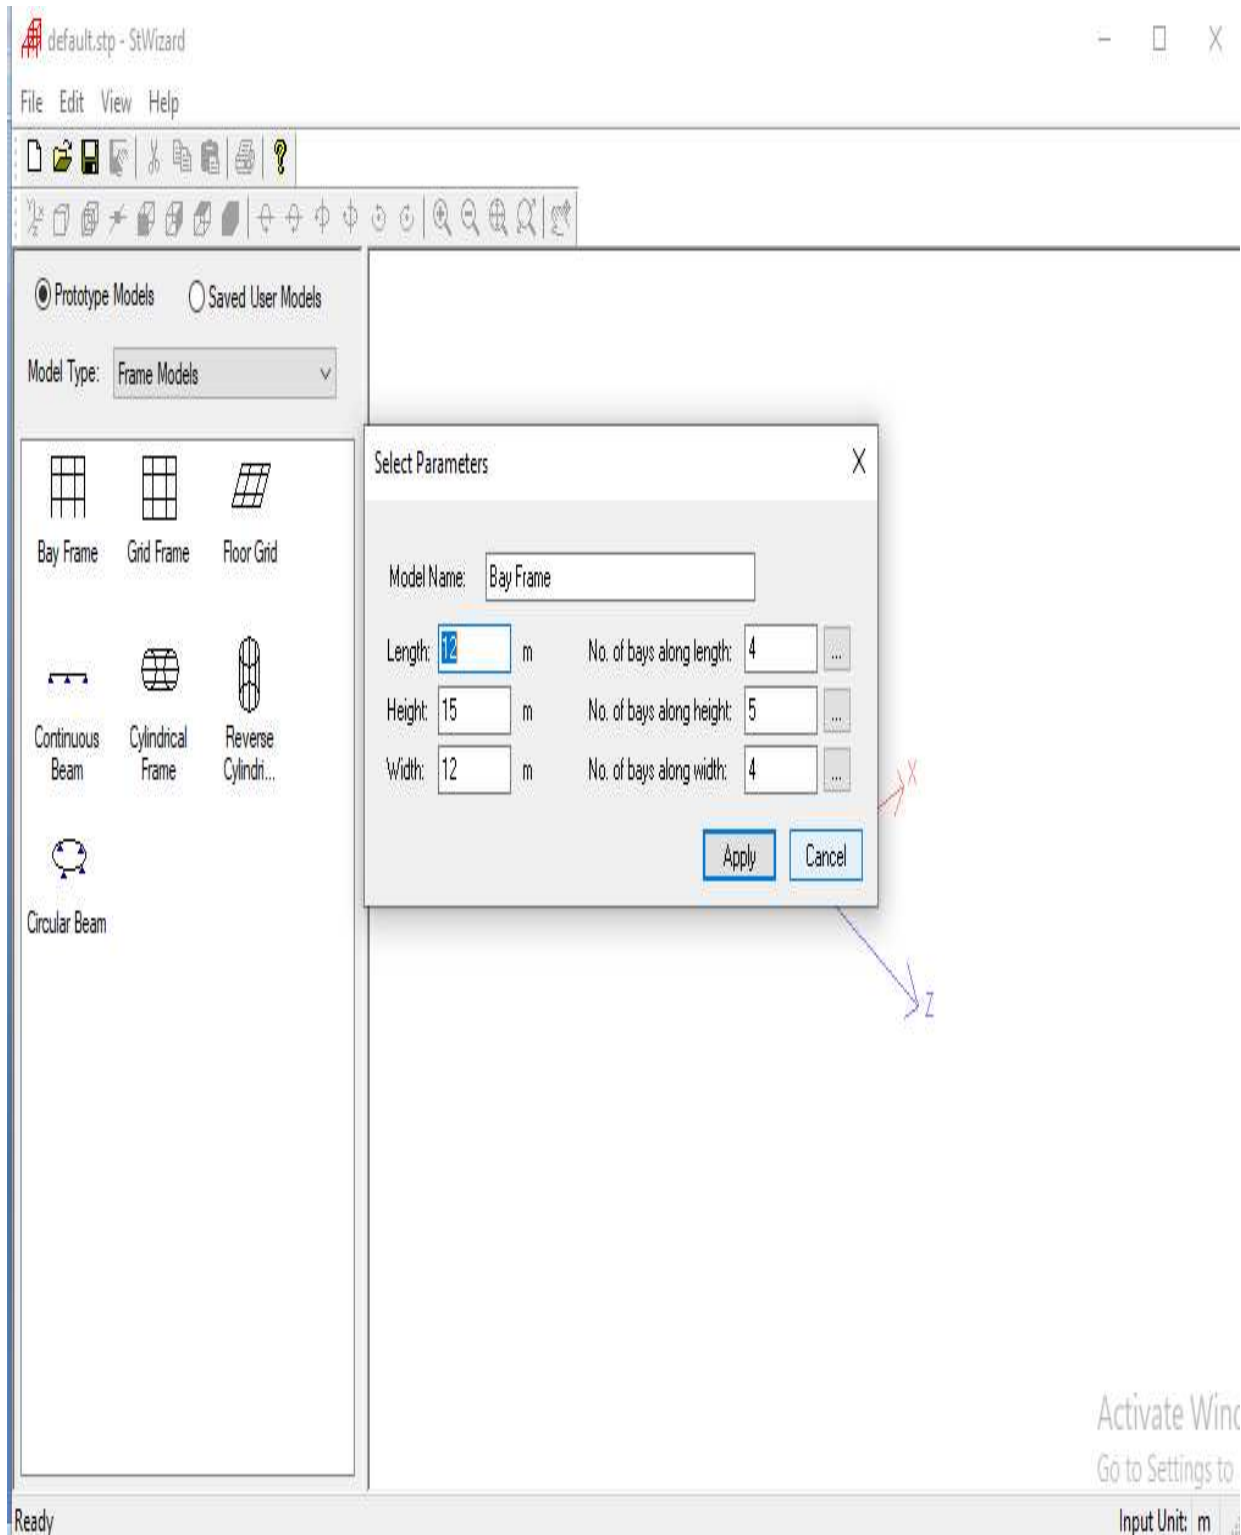 default.stp - StWizard
File Edit View Help
Prototype Models Saved User Models
Model Type: Frame Models
Bay Frame Grid Frame Floor Grid
Continuous Beam Cylindrical Frame Reverse Cylindri...
Circular Beam
Select Parameters
Model Name: Bay Frame
Length: 12 m No. of bays along length: 4 ...
Height: 15 m No. of bays along height: 5 ...
Width: 12 m No. of bays along width: 4 ...
Apply Cancel
X
Z
Activate Winc
Go to Settings to
Ready Input Unit: m